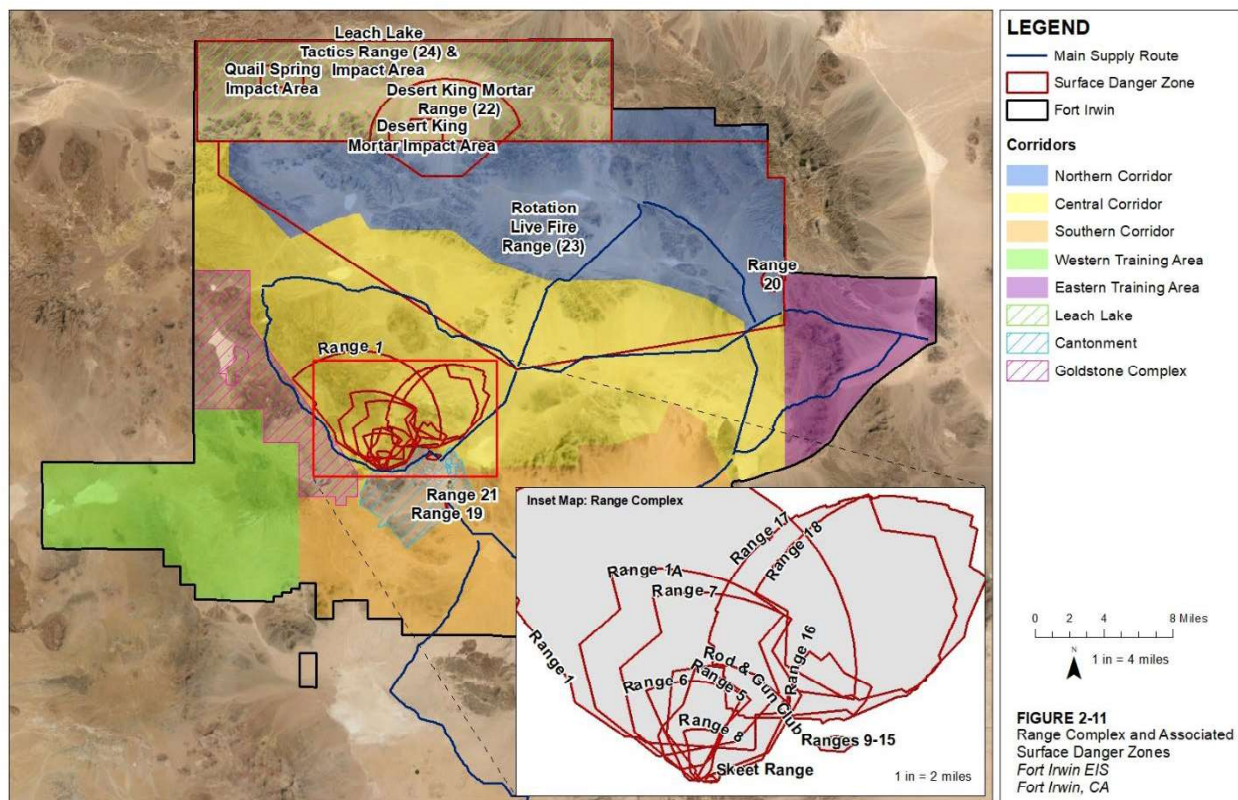 Leach Lake
Tactics Range (24) &
Impact Area
Quail Spring
Impact Area
Desert King Mortar
Range (22)
Desert King
Mortar Impact Area
Rotation
Live Fire
Range (23)
Range
20
Range 1
Range 21
Range 19
Inset Map: Range Complex
Range 17
Range 18
Range 1A
Range 7
Range 1
Range 16
Rod & Gun Club
Range 5
Range 6
Range 8
Ranges 9-15
Skeet Range
1 in = 2 miles
LEGEND
Main Supply Route
Surface Danger Zone
Fort Irwin
Corridors
Northern Corridor
Central Corridor
Southern Corridor
Western Training Area
Eastern Training Area
Leach Lake
Cantonment
Goldstone Complex
0 2 4 8 Miles
N
1 in = 4 miles
FIGURE 2-11
Range Complex and Associated
Surface Danger Zones
Fort Irwin EIS
Fort Irwin, CA